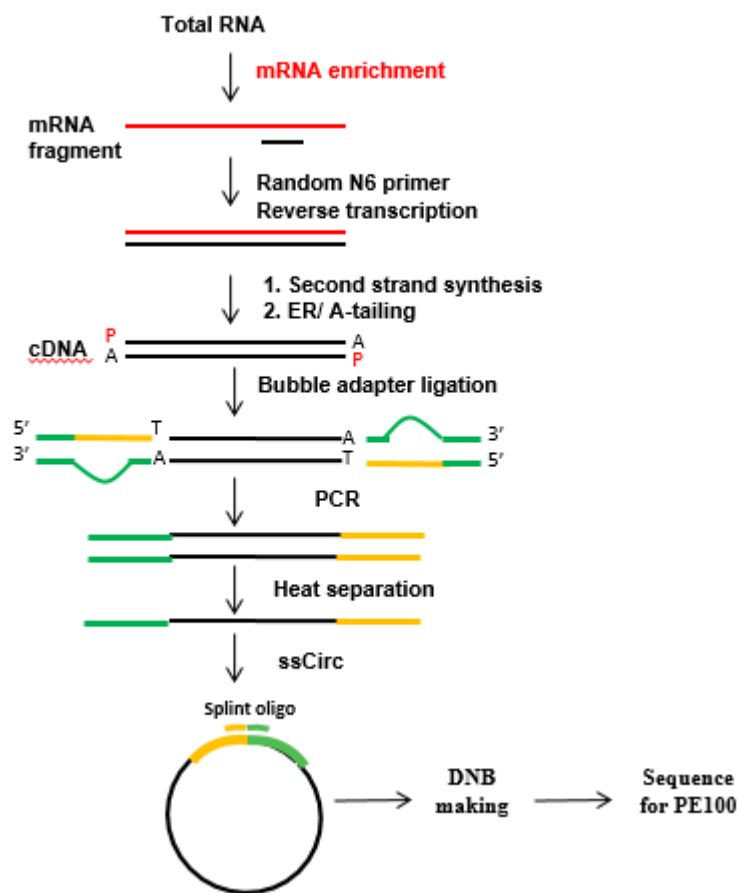 Total RNA
mRNA enrichment
mRNA
fragment
Random N6 primer
Reverse transcription
1. Second strand synthesis
2. ER/ A-tailing
P
A
cDNA
A
P
Bubble adapter ligation
5′
T
A
3′
3′
A
T
5′
PCR
Heat separation
ssCirc
Splint oligo
DNB
making
Sequence
for PE100